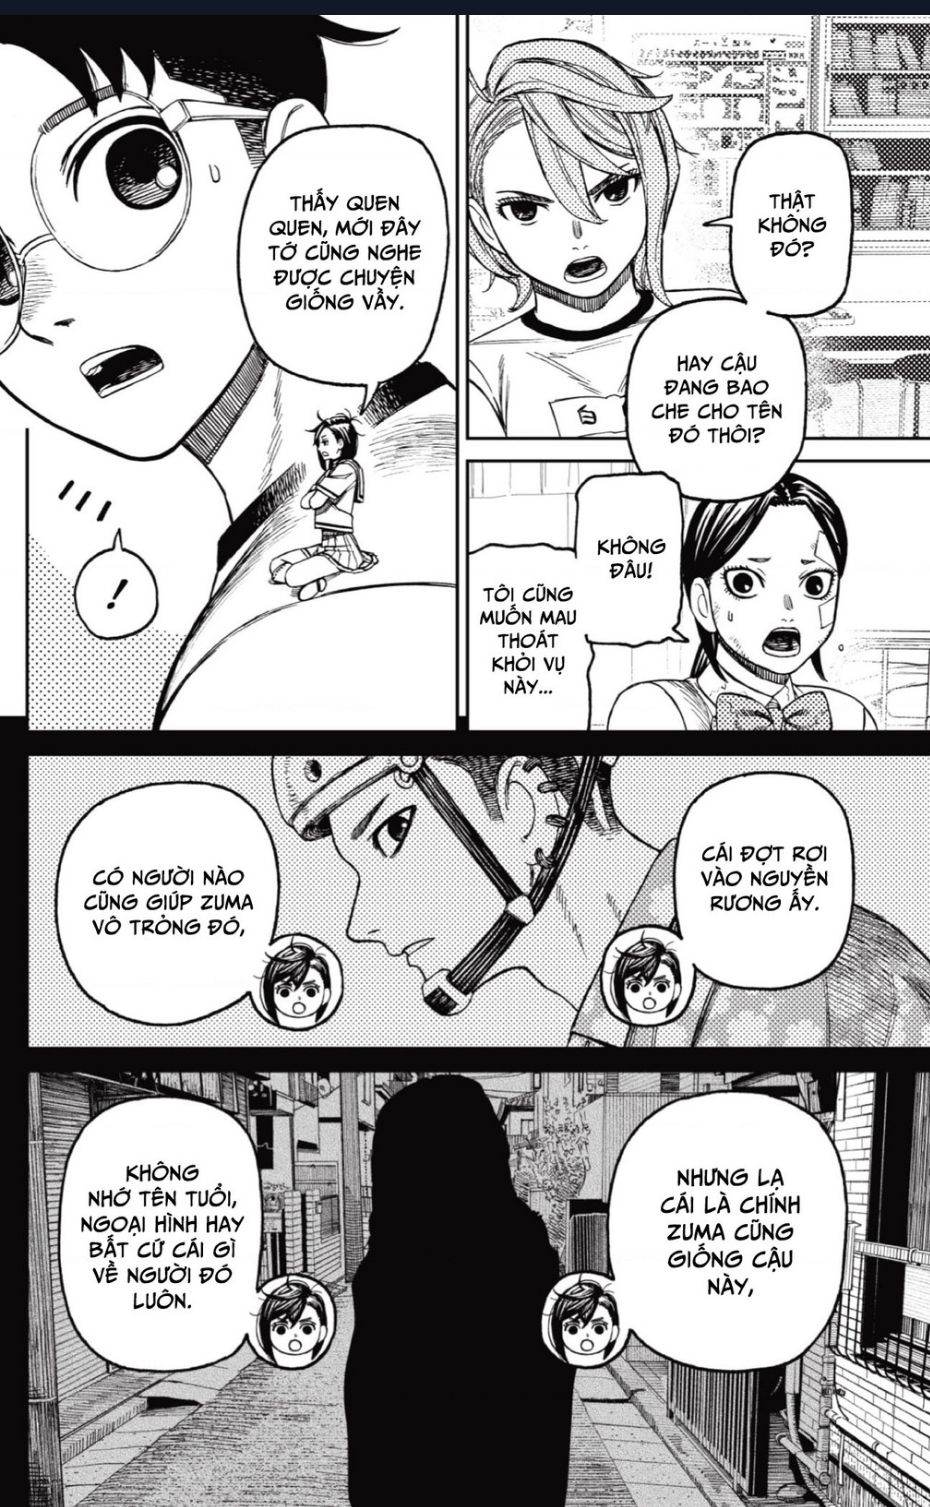 THẬT
KHÔNG
ĐÓ?
HAY CẬU
ĐANG BAO
CHE CHO TÊN
ĐÓ THÔI?
KHÔNG
ĐÂU!
TÔI CŨNG
MUỐN MAU
THOÁT
KHỎI VỤ
NÀY...
THẤY QUEN
QUEN, MỚI ĐÂY
TỚ CŨNG NGHE
ĐƯỢC CHUYỆN
GIỐNG VẦY.
!
CÁI ĐỢT RƠI
VÀO NGUYỀN
RƯƠNG ẤY.
CÓ NGƯỜI NÀO
CŨNG GIÚP ZUMA
VÔ TRỎNG ĐÓ,
NHƯNG LẠ
CÁI LÀ CHÍNH
ZUMA CŨNG
GIỐNG CẬU
NÀY,
KHÔNG
NHỚ TÊN TUỔI,
NGOẠI HÌNH HAY
BẤT CỨ CÁI GÌ
VỀ NGƯỜI ĐÓ
LUÔN.